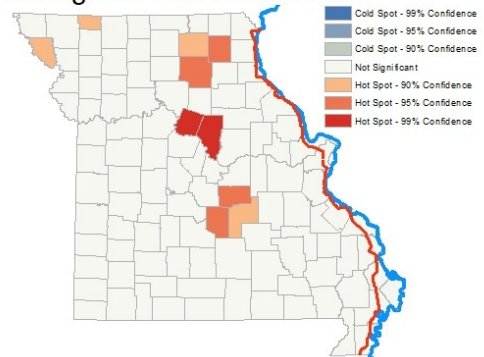 Cold Spot - 99% Confidence
Cold Spot - 95% Confidence
Cold Spot - 90% Confidence
Not Significant
Hot Spot - 90% Confidence
Hot Spot - 95% Confidence
Hot Spot - 99% Confidence